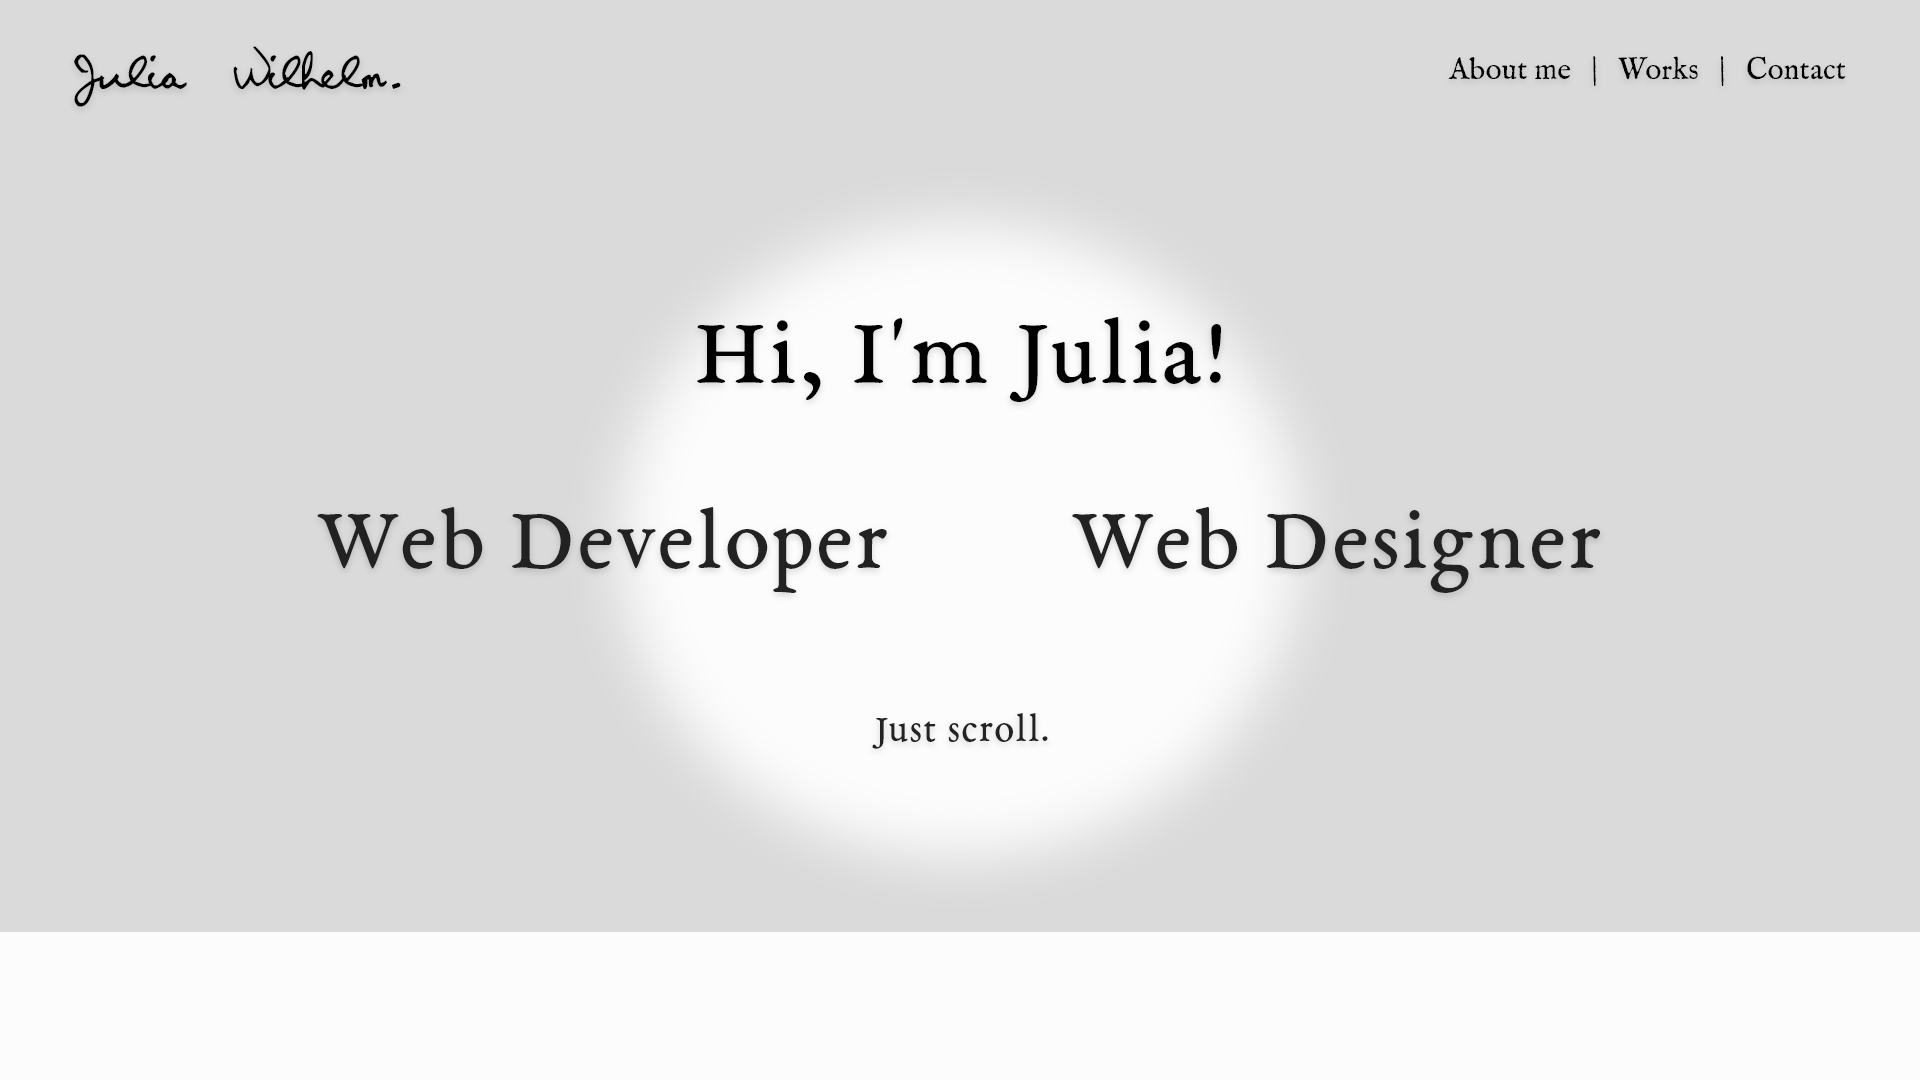 Julia Wilhelm.
About me | Works | Contact
Hi, I'm Julia!
Web Developer
Web Designer
Just scroll.